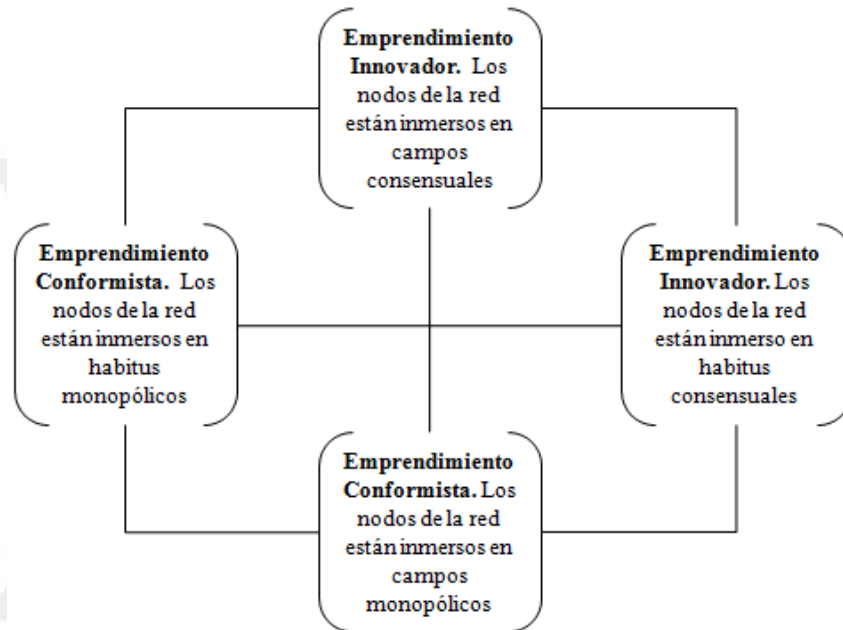 Emprendimiento
Innovador. Los
nodos de la red
están inmersos en
campos
consensuales
Emprendimiento
Conformista. Los
nodos de la red
están inmersos en
habitus
monopólicos
Emprendimiento
Innovador. Los
nodos de la red
están inmerso en
habitus
consensuales
Emprendimiento
Conformista. Los
nodos de la red
están inmersos en
campos
monopólicos